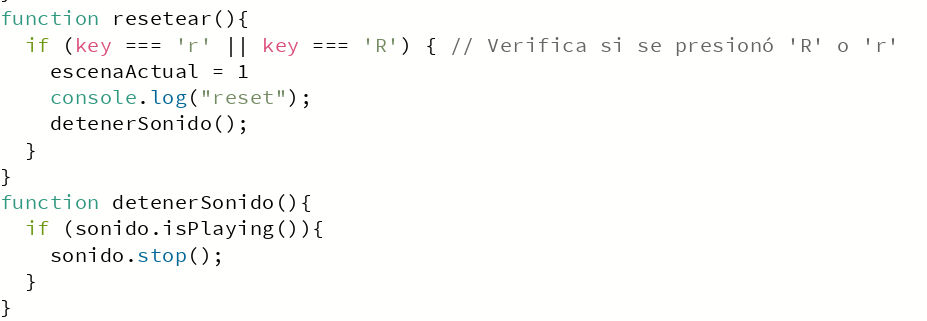 function resetear(){
  if (key === 'r' || key === 'R') { // Verifica si se presionó 'R' o 'r'
    escenaActual = 1
    console.log("reset");
    detenerSonido();
  }
}
function detenerSonido(){
  if (sonido.isPlaying()){
    sonido.stop();
  }
}